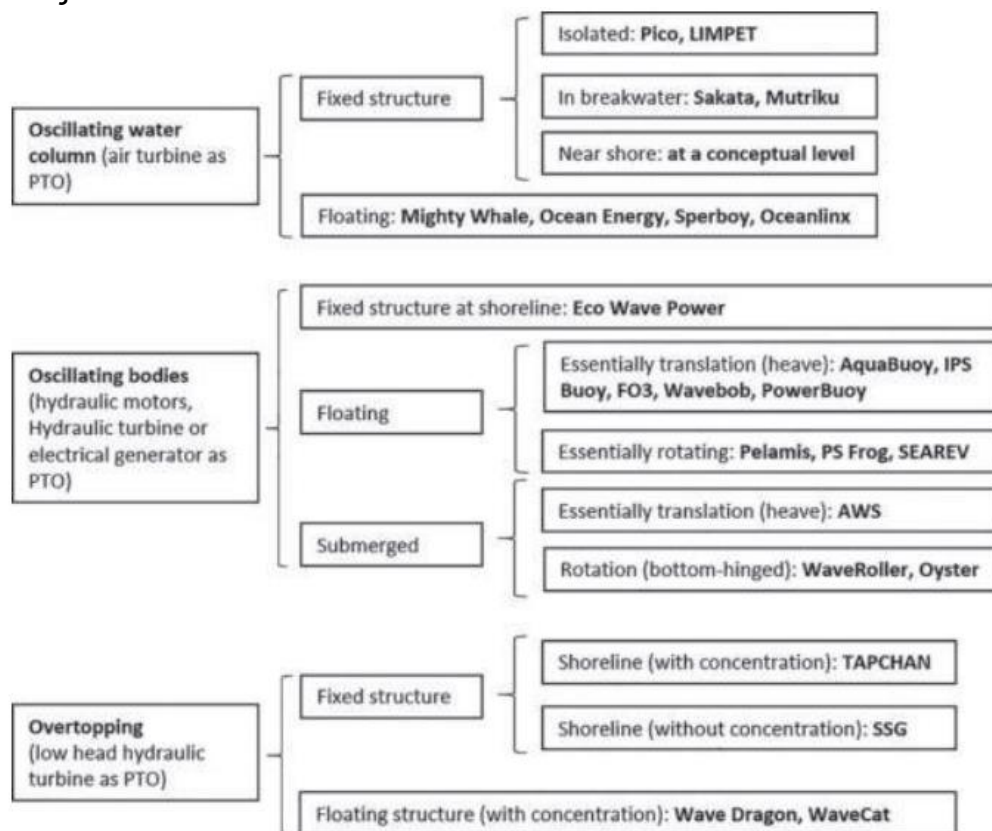 Isolated: Pico, LIMPET
Fixed structure
In breakwater: Sakata, Mutriku
Oscillating water
column (air turbine as
PTO)
Near shore: at a conceptual level
Floating: Mighty Whale, Ocean Energy, Sperboy, Oceanlinx
Fixed structure at shoreline: Eco Wave Power
Oscillating bodies
(hydraulic motors,
Hydraulic turbine or
electrical generator as
PTO)
Floating
Essentially translation (heave): AquaBuoy, IPS
Buoy, FO3, Wavebob, PowerBuoy
Essentially rotating: Pelamis, PS Frog, SEAREV
Submerged
Essentially translation (heave): AWS
Rotation (bottom-hinged): WaveRoller, Oyster
Overtopping
(low head hydraulic
turbine as PTO)
Fixed structure
Shoreline (with concentration): TAPCHAN
Shoreline (without concentration): SSG
Floating structure (with concentration): Wave Dragon, WaveCat